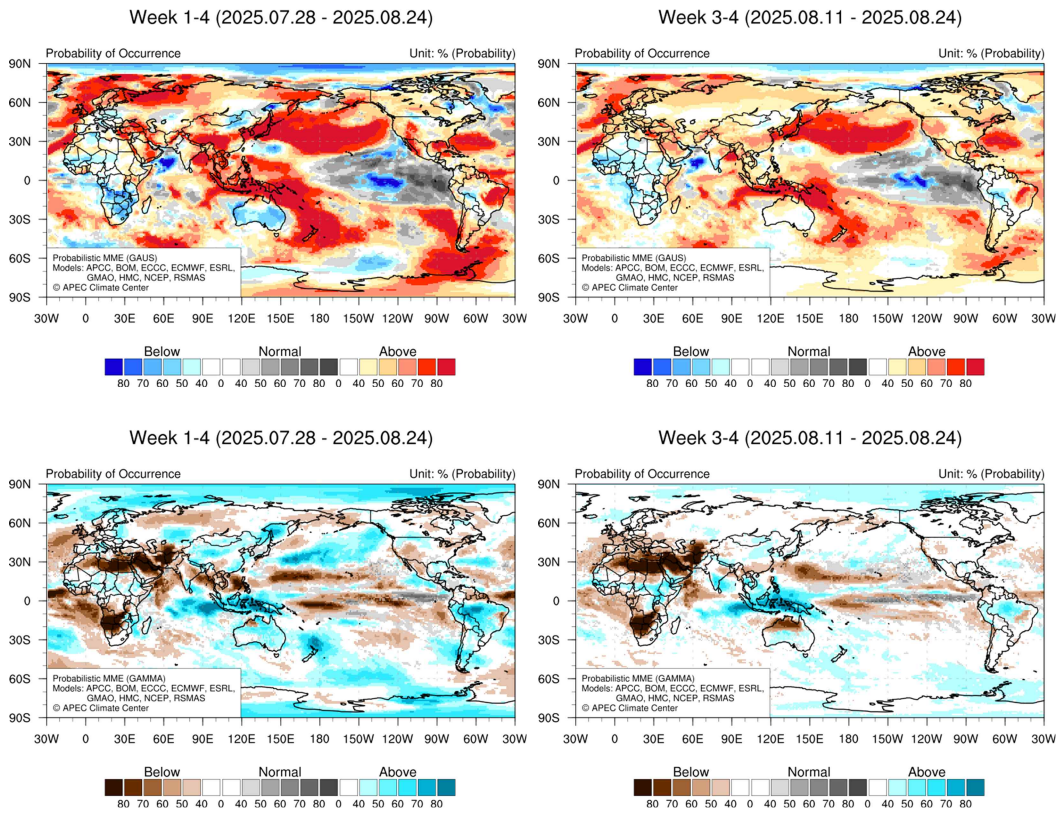 Week 1-4 (2025.07.28 - 2025.08.24)
Probability of Occurrence Unit: % (Probability)
90N
60N
30N
0
30S
60S
90S
Probabilistic MME (GAUS)
Models: APCC, BOM, ECCC, ECMWF, ESRL,
GMAO, HMC, NCEP, RSMAS
© APEC Climate Center
30W 0 30E 60E 90E 120E 150E 180 150W 120W 90W 60W 30W
Below Normal Above
80 70 60 50 40 0 40 50 60 70 80 0 40 50 60 70 80
Week 3-4 (2025.08.11 - 2025.08.24)
Probability of Occurrence Unit: % (Probability)
90N
60N
30N
0
30S
60S
90S
Probabilistic MME (GAUS)
Models: APCC, BOM, ECCC, ECMWF, ESRL,
GMAO, HMC, NCEP, RSMAS
© APEC Climate Center
30W 0 30E 60E 90E 120E 150E 180 150W 120W 90W 60W 30W
Below Normal Above
80 70 60 50 40 0 40 50 60 70 80 0 40 50 60 70 80
Week 1-4 (2025.07.28 - 2025.08.24)
Probability of Occurrence Unit: % (Probability)
90N
60N
30N
0
30S
60S
90S
Probabilistic MME (GAMMA)
Models: APCC, BOM, ECCC, ECMWF, ESRL,
GMAO, HMC, NCEP, RSMAS
© APEC Climate Center
30W 0 30E 60E 90E 120E 150E 180 150W 120W 90W 60W 30W
Below Normal Above
80 70 60 50 40 0 40 50 60 70 80 0 40 50 60 70 80
Week 3-4 (2025.08.11 - 2025.08.24)
Probability of Occurrence Unit: % (Probability)
90N
60N
30N
0
30S
60S
90S
Probabilistic MME (GAMMA)
Models: APCC, BOM, ECCC, ECMWF, ESRL,
GMAO, HMC, NCEP, RSMAS
© APEC Climate Center
30W 0 30E 60E 90E 120E 150E 180 150W 120W 90W 60W 30W
Below Normal Above
80 70 60 50 40 0 40 50 60 70 80 0 40 50 60 70 80